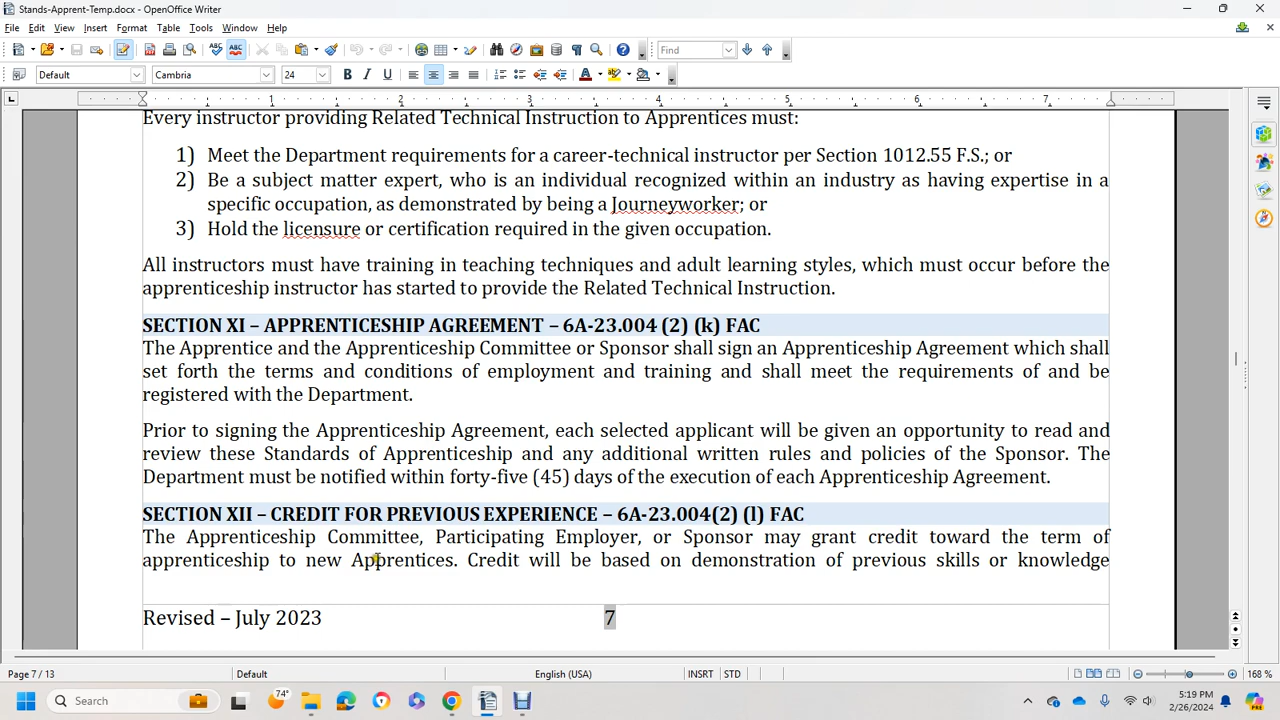 Stands-Apprent-Temp.docx - OpenOffice Writer
File Edit View Insert Format Table Tools Window Help
Find
Default Cambria 24
1 2 3 4 5 6 7
Every instructor providing Related Technical Instruction to Apprentices must:
1) Meet the Department requirements for a career-technical instructor per Section 1012.55 F.S.; or
2) Be a subject matter expert, who is an individual recognized within an industry as having expertise in a
specific occupation, as demonstrated by being a Journeyworker; or
3) Hold the licensure or certification required in the given occupation.
All instructors must have training in teaching techniques and adult learning styles, which must occur before the
apprenticeship instructor has started to provide the Related Technical Instruction.
SECTION XI – APPRENTICESHIP AGREEMENT – 6A-23.004 (2) (k) FAC
The Apprentice and the Apprenticeship Committee or Sponsor shall sign an Apprenticeship Agreement which shall
set forth the terms and conditions of employment and training and shall meet the requirements of and be
registered with the Department.
Prior to signing the Apprenticeship Agreement, each selected applicant will be given an opportunity to read and
review these Standards of Apprenticeship and any additional written rules and policies of the Sponsor. The
Department must be notified within forty-five (45) days of the execution of each Apprenticeship Agreement.
SECTION XII – CREDIT FOR PREVIOUS EXPERIENCE – 6A-23.004(2) (l) FAC
The Apprenticeship Committee, Participating Employer, or Sponsor may grant credit toward the term of
apprenticeship to new Apprentices. Credit will be based on demonstration of previous skills or knowledge
Revised – July 2023 7
Page 7 / 13 Default English (USA) INSRT STD 168 %
Search 74° 5:19 PM
2/26/2024